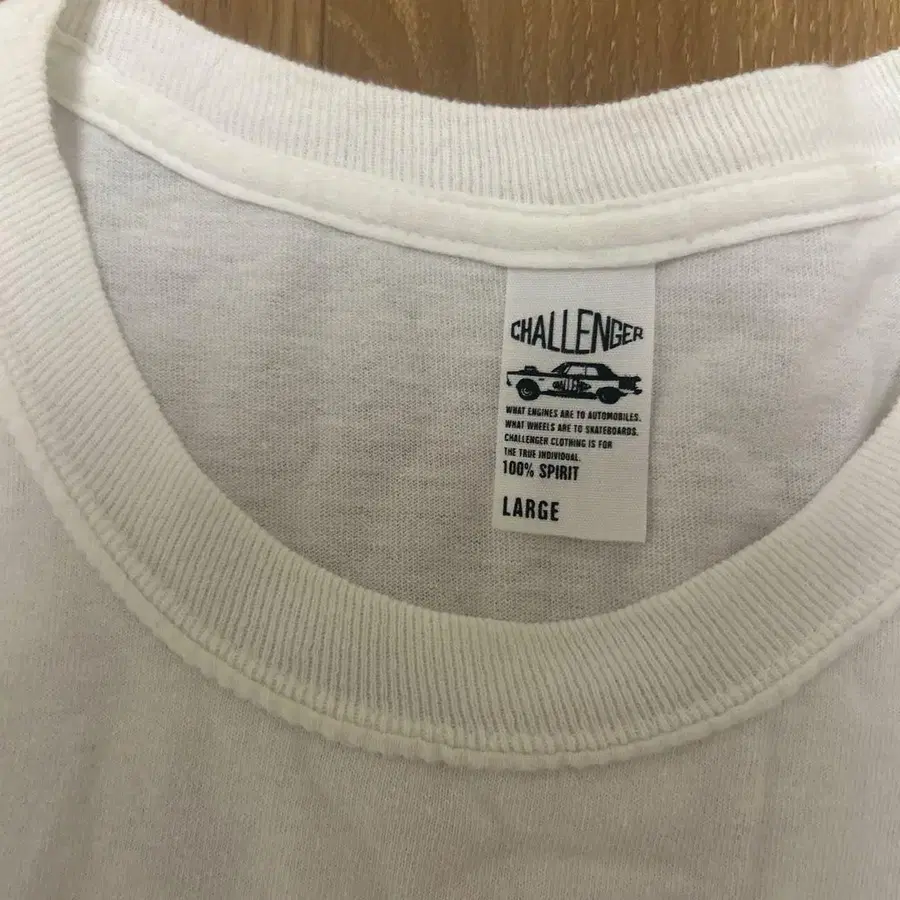 CHALLENGER
CHALLENGER
WHAT ENGINES ARE TO AUTOMOBILES.
WHAT WHEELS ARE TO SKATEBOARDS.
CHALLENGER CLOTHING IS FOR
THE TRUE INDIVIDUAL.
100% SPIRIT
LARGE